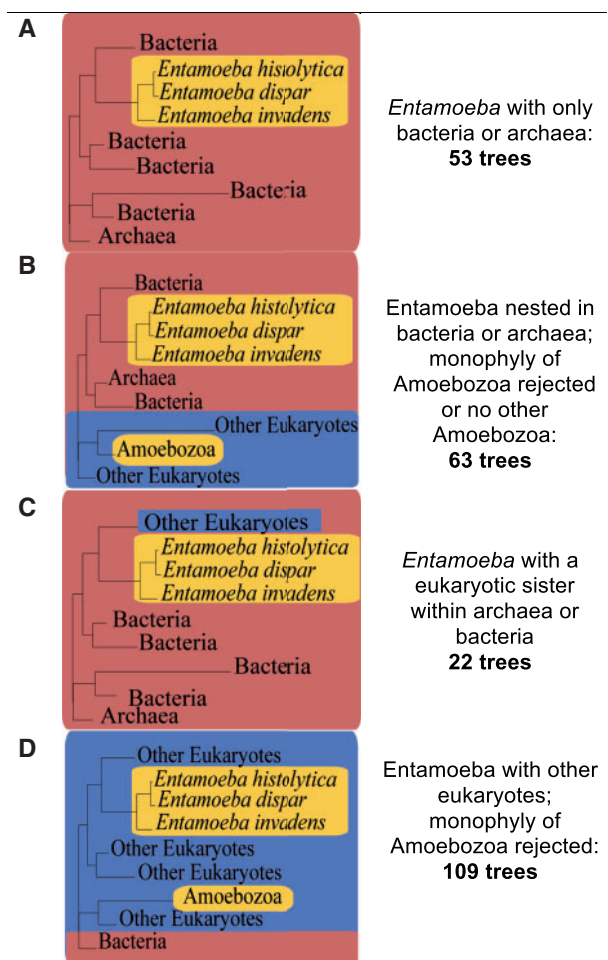 A
Bacteria
Entamoeba histolytica
Entamoeba dispar
Entamoeba invadens
Bacteria
Bacteria
Bacteria
Bacteria
Archaea
Entamoeba with only
bacteria or archaea:
53 trees
B
Bacteria
Entamoeba histolytica
Entamoeba dispar
Entamoeba invadens
Archaea
Bacteria
Other Eukaryotes
Amoebozoa
Other Eukaryotes
Entamoeba nested in
bacteria or archaea;
monophyly of
Amoebozoa rejected
or no other
Amoebozoa:
63 trees
C
Other Eukaryotes
Entamoeba histolytica
Entamoeba dispar
Entamoeba invadens
Bacteria
Bacteria
Bacteria
Bacteria
Archaea
Entamoeba with a
eukaryotic sister
within archaea or
bacteria
22 trees
D
Other Eukaryotes
Entamoeba histolytica
Entamoeba dispar
Entamoeba invadens
Other Eukaryotes
Other Eukaryotes
Amoebozoa
Other Eukaryotes
Bacteria
Entamoeba with other
eukaryotes;
monophyly of
Amoebozoa rejected:
109 trees